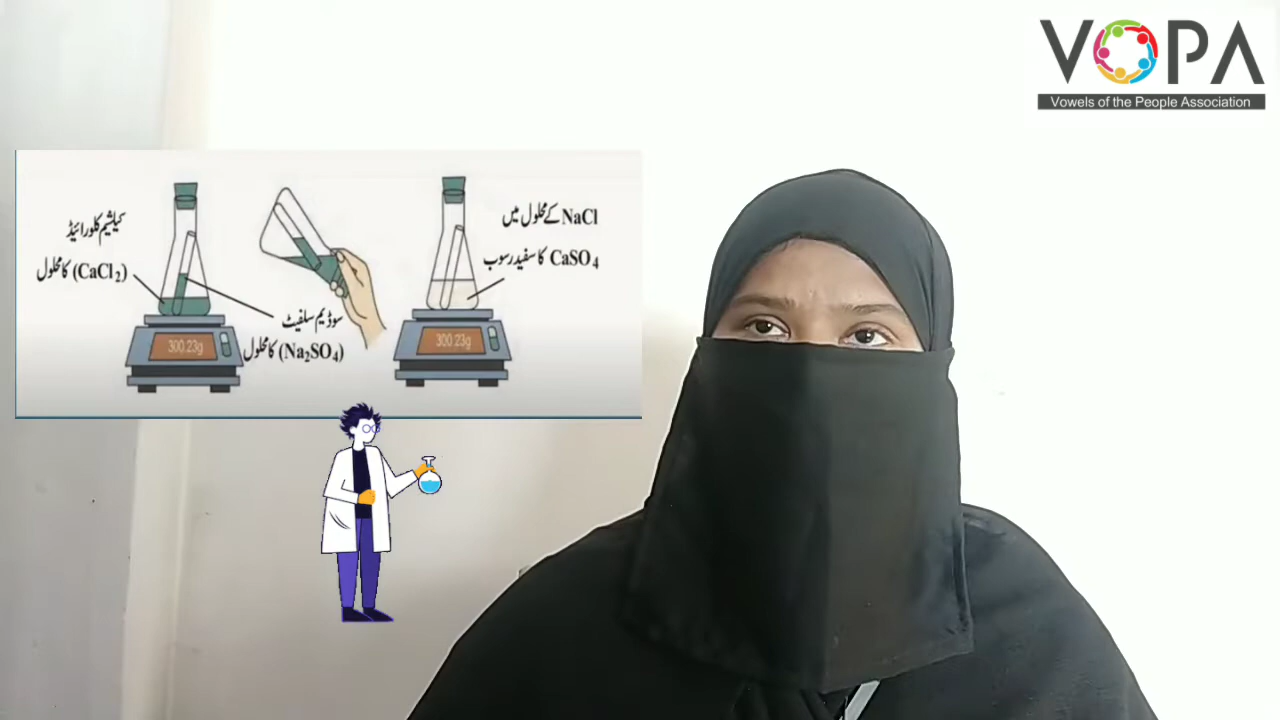 VOPA
Vowels of the People Association
کیلشیم کلورائیڈ
(CaCl₂) کا محلول
سوڈیم سلفیٹ
(Na₂SO₄) کا محلول
300.23g
NaCl کے محلول میں
CaSO₄ کا سفید رسوب
300.23g